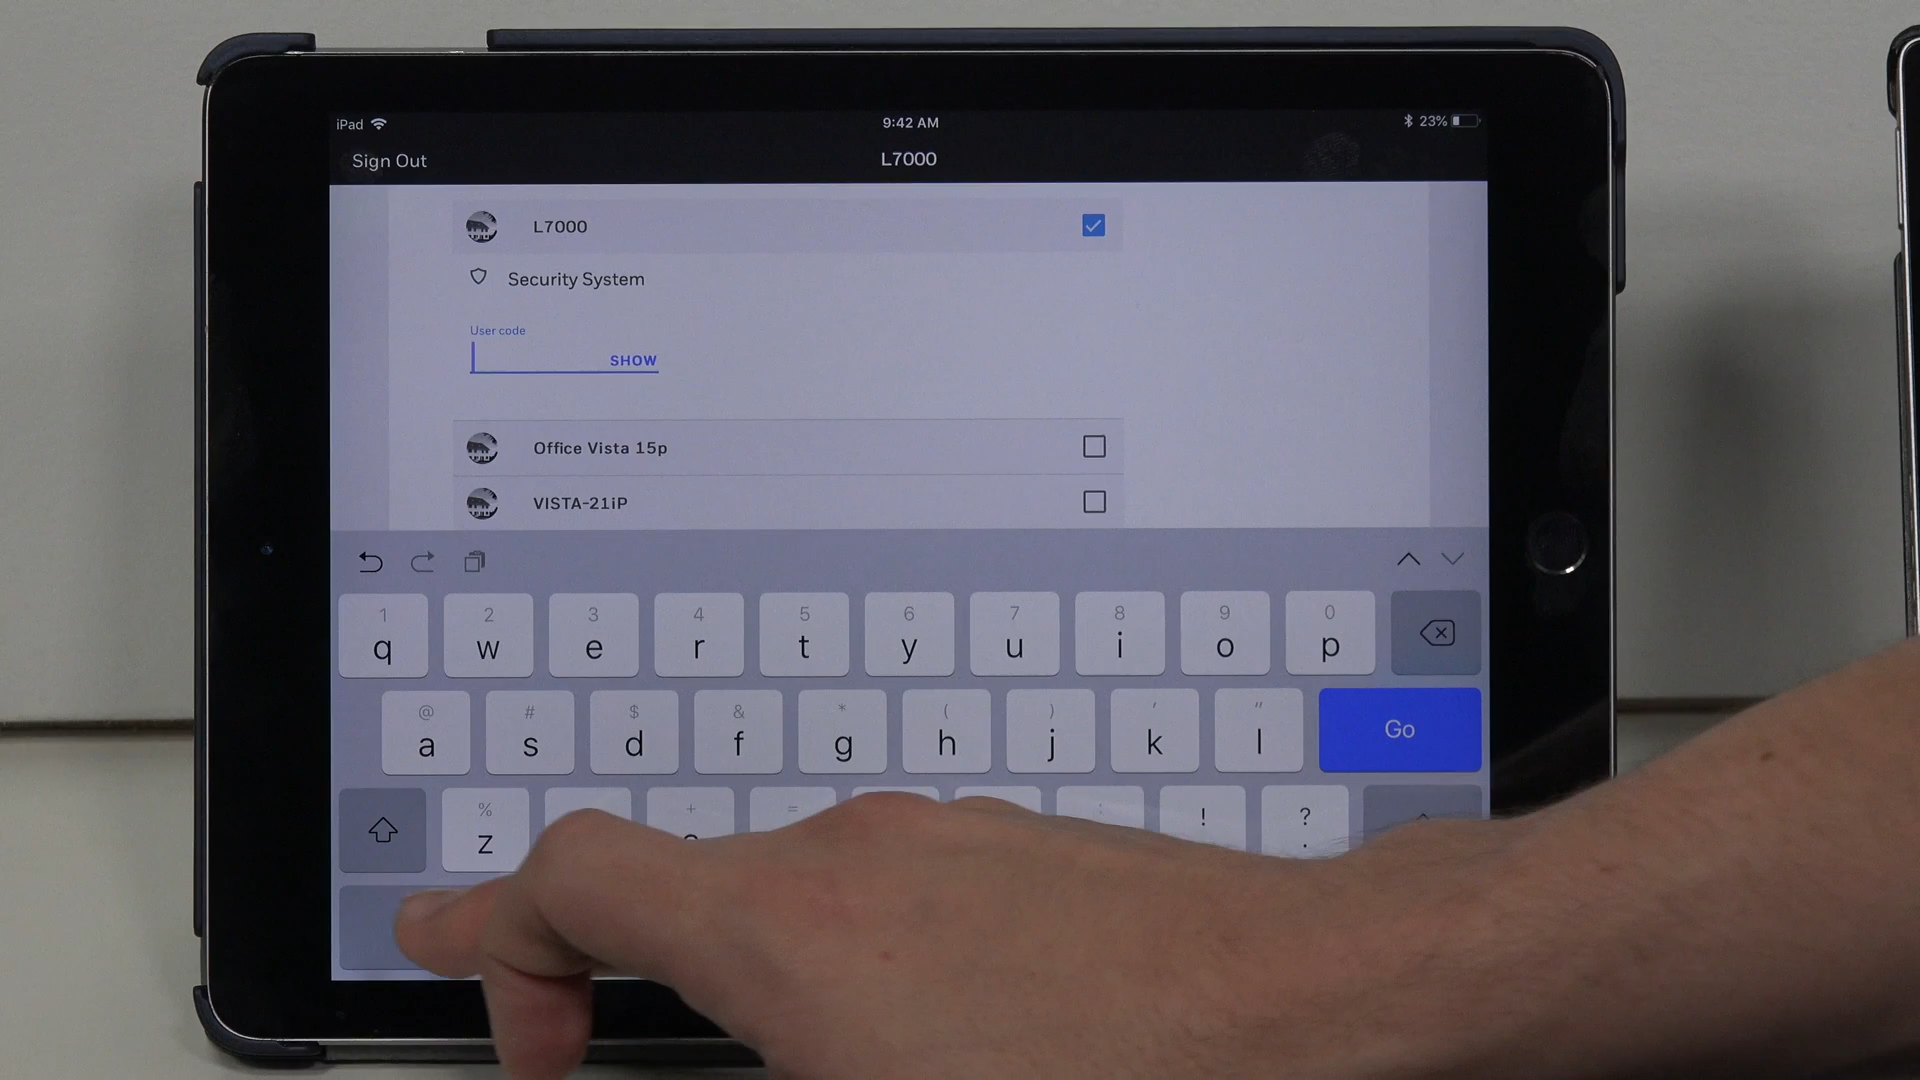 iPad 9:42 AM 23%
Sign Out L7000
L7000
Security System
User code
SHOW
Office Vista 15p
VISTA-21iP
1 2 3 4 5 6 7 8 9 0
q w e r t y u i o p
@ # $ & * ( ) ' "
a s d f g h j k l Go
% + = ! ?
z .